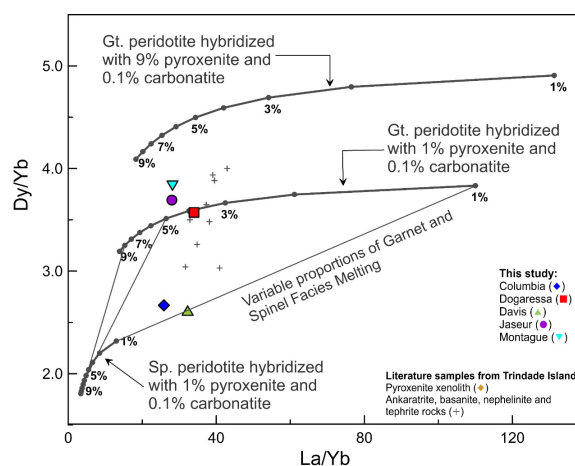 Gt. peridotite hybridized
with 9% pyroxenite and
0.1% carbonatite
1%
3%
5%
7%
9%
Gt. peridotite hybridized
with 1% pyroxenite and
0.1% carbonatite
5.0
4.0
3.0
2.0
Dy/Yb
1%
3%
5%
7%
9%
Variable proportions of Garnet and
Spinel Facies Melting
This study:
Columbia ( )
Dogaressa ( )
Davis ( )
Jaseur ( )
Montague ( )
1%
5%
9%
Sp. peridotite hybridized
with 1% pyroxenite and
0.1% carbonatite
Literature samples from Trindade Island
Pyroxenite xenolith ( )
Ankaratrite, basanite, nephelinite and
tephrite rocks (+)
0 40 80 120
La/Yb